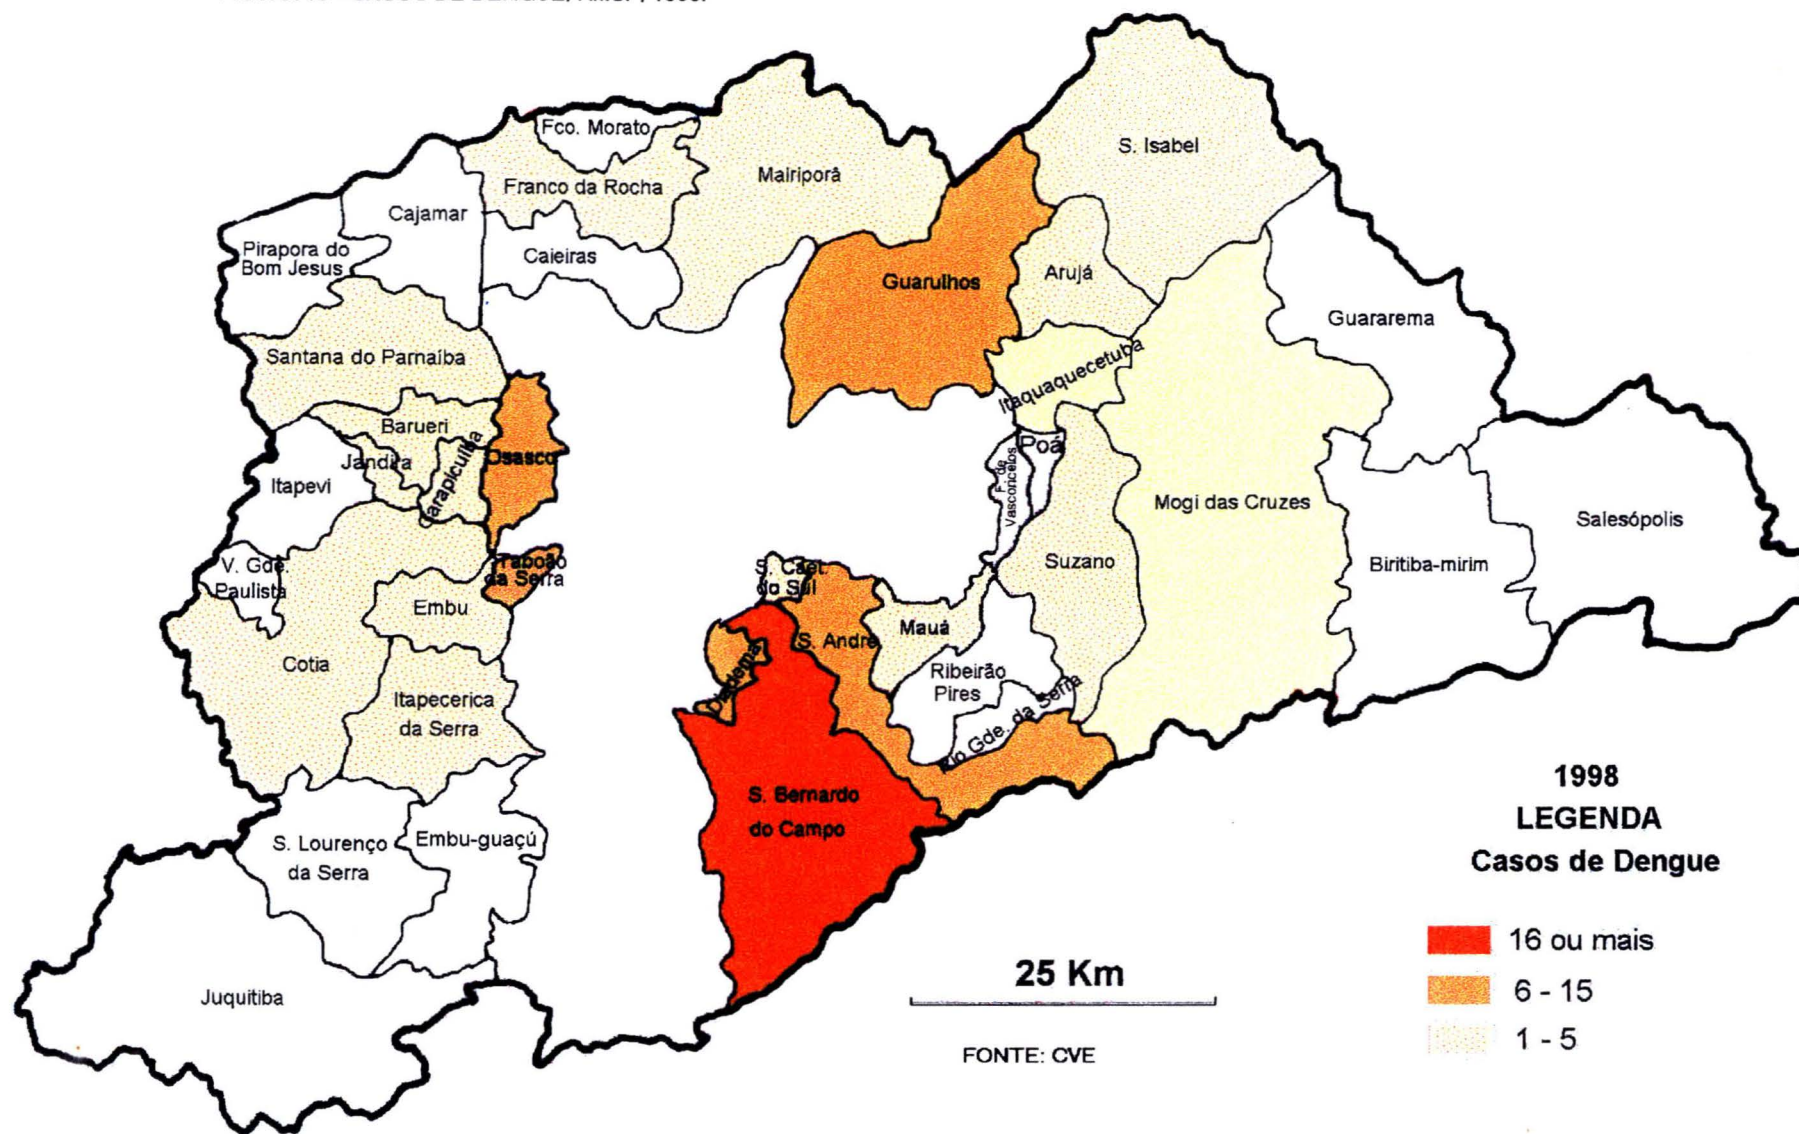 Fco. Morato
S. Isabel
Mairiporã
Franco da Rocha
Cajamar
Pirapora do
Bom Jesus
Caieiras
Guarulhos
Arujá
Guararema
Santana do Parnaíba
Itaquaquecetuba
Barueri
Jandira
Carapicuíba
Osasco
Poá
F. de
Vasconcelos
Itapevi
Mogi das Cruzes
Salesópolis
V. Gde.
Paulista
Taboão
da Serra
S. Caet.
do Sul
Suzano
Biritiba-mirim
Embu
Cotia
Mauá
S. André
Diadema
Ribeirão
Pires
Rio Gde. da Serra
Itapecerica
da Serra
S. Bernardo
do Campo
S. Lourenço
da Serra
Embu-guaçú
Juquitiba
1998
LEGENDA
Casos de Dengue
16 ou mais
6 - 15
1 - 5
25 Km
FONTE: CVE